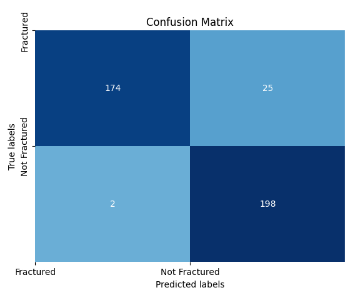 Confusion Matrix
Fractured
174
25
True labels
Not Fractured
2
198
Fractured
Not Fractured
Predicted labels